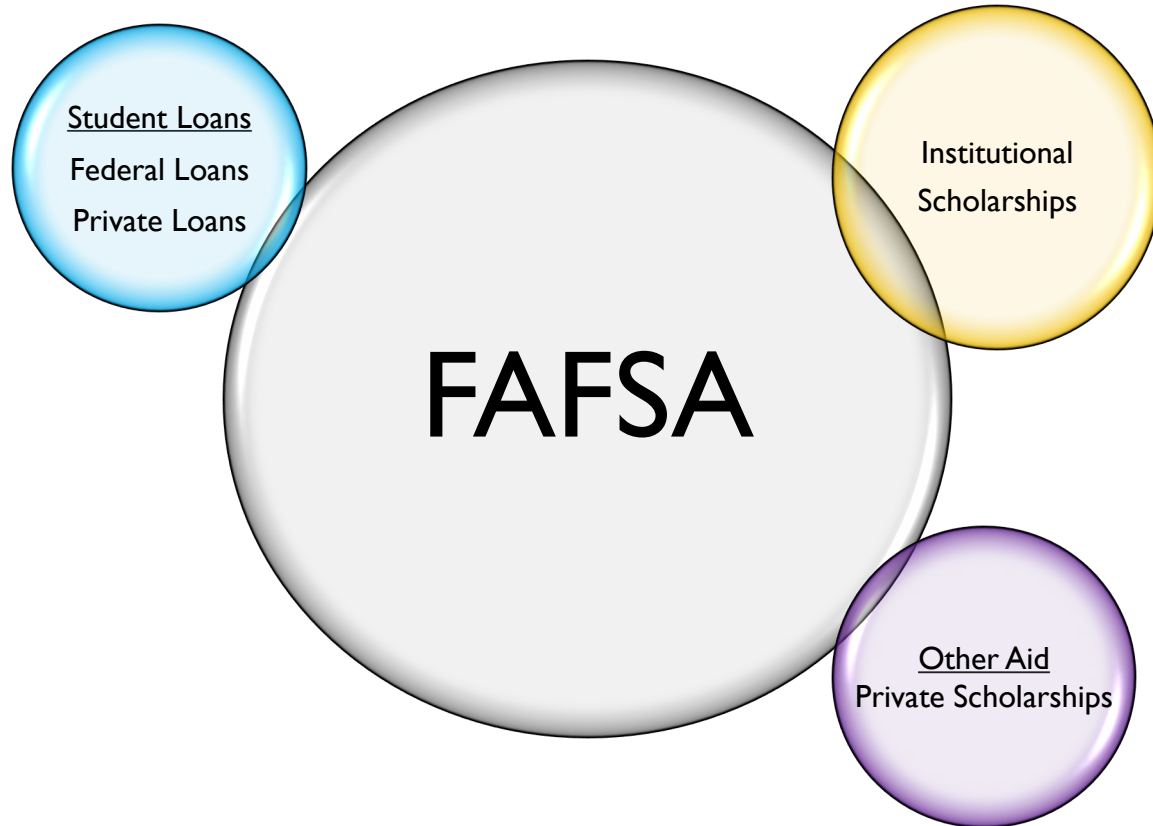 Student Loans
Federal Loans
Private Loans
Institutional
Scholarships
FAFSA
Other Aid
Private Scholarships